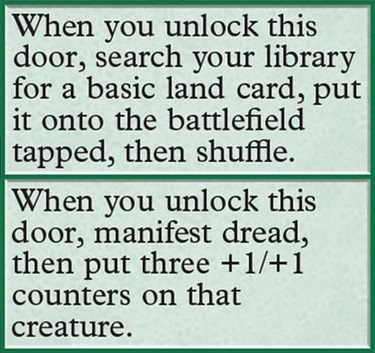 When you unlock this
door, search your library
for a basic land card, put
it onto the battlefield
tapped, then shuffle.
When you unlock this
door, manifest dread,
then put three +1/+1
counters on that
creature.